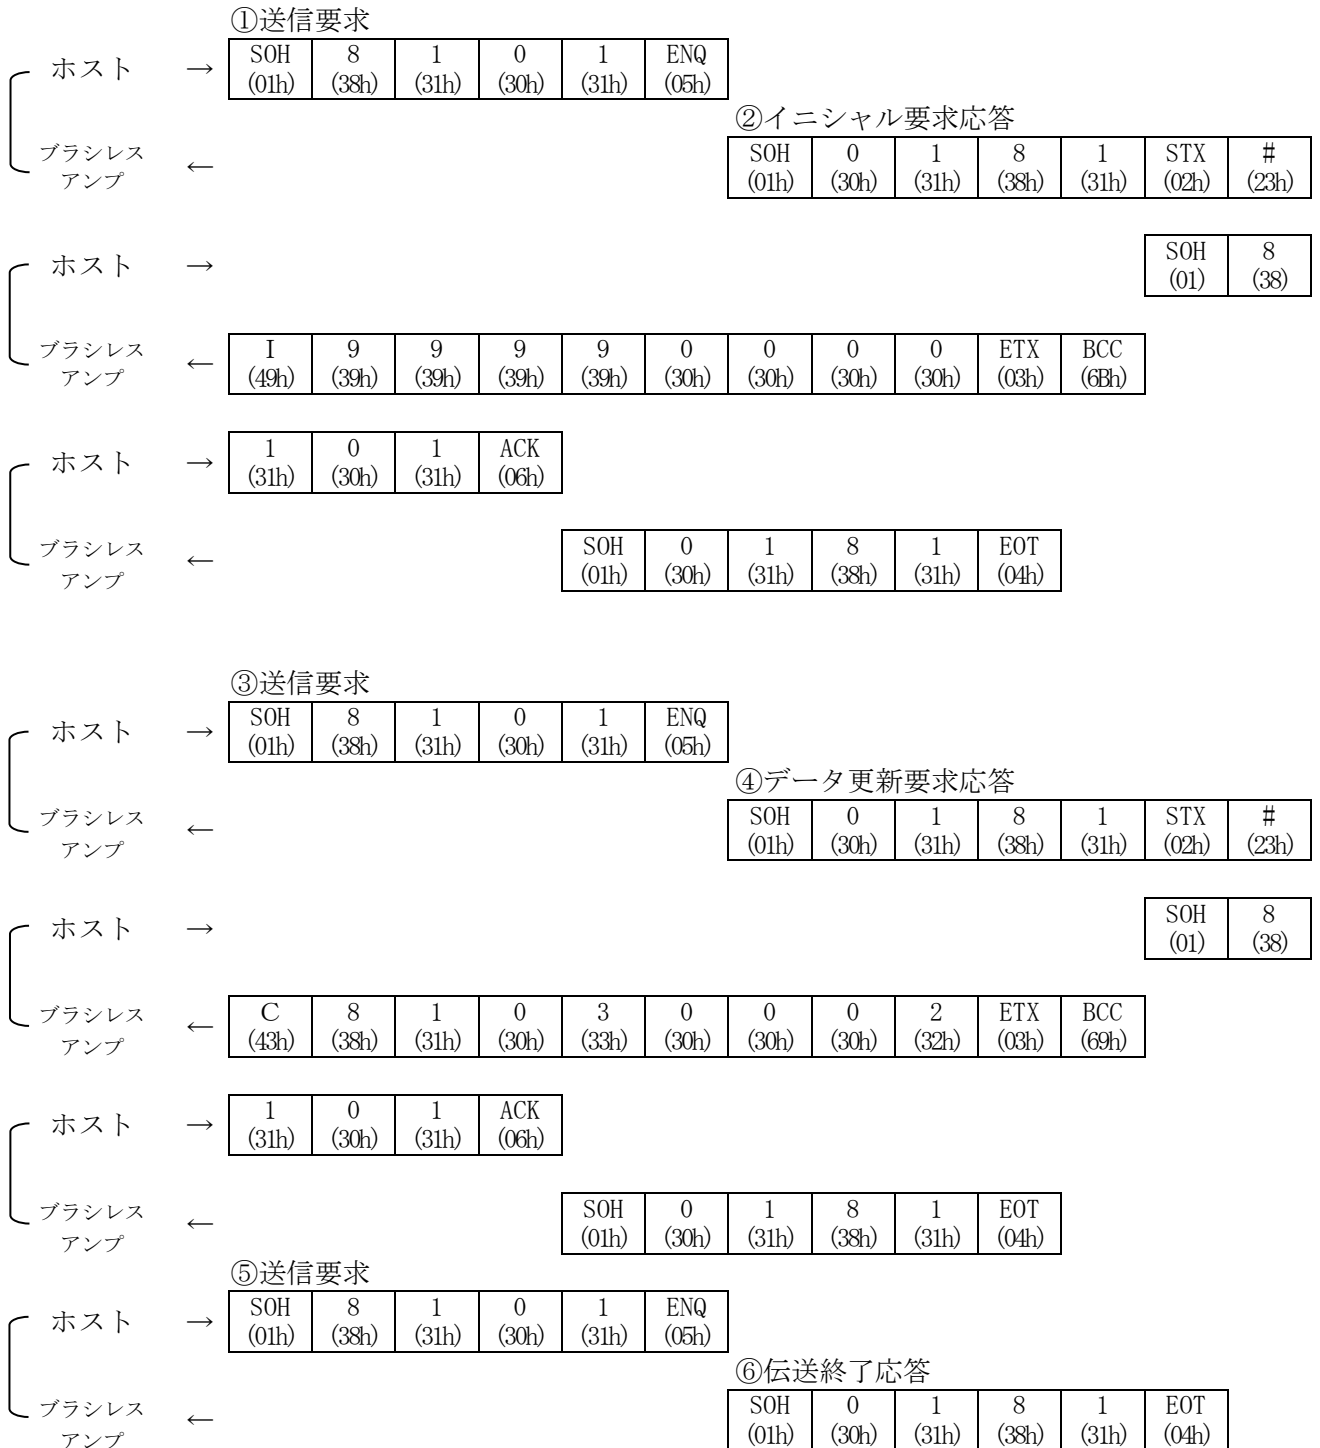 ①送信要求
ホスト → SOH 8 1 0 1 ENQ
(01h) (38h) (31h) (30h) (31h) (05h)
②イニシャル要求応答
ブラシレス ← SOH 0 1 8 1 STX #
アンプ (01h) (30h) (31h) (38h) (31h) (02h) (23h)
ホスト → SOH 8
(01) (38)
ブラシレス ← I 9 9 9 9 0 0 0 0 ETX BCC
アンプ (49h) (39h) (39h) (39h) (39h) (30h) (30h) (30h) (30h) (03h) (6Bh)
ホスト → 1 0 1 ACK
(31h) (30h) (31h) (06h)
ブラシレス ← SOH 0 1 8 1 EOT
アンプ (01h) (30h) (31h) (38h) (31h) (04h)
③送信要求
ホスト → SOH 8 1 0 1 ENQ
(01h) (38h) (31h) (30h) (31h) (05h)
④データ更新要求応答
ブラシレス ← SOH 0 1 8 1 STX #
アンプ (01h) (30h) (31h) (38h) (31h) (02h) (23h)
ホスト → SOH 8
(01) (38)
ブラシレス ← C 8 1 0 3 0 0 0 2 ETX BCC
アンプ (43h) (38h) (31h) (30h) (33h) (30h) (30h) (30h) (32h) (03h) (69h)
ホスト → 1 0 1 ACK
(31h) (30h) (31h) (06h)
ブラシレス ← SOH 0 1 8 1 EOT
アンプ (01h) (30h) (31h) (38h) (31h) (04h)
⑤送信要求
ホスト → SOH 8 1 0 1 ENQ
(01h) (38h) (31h) (30h) (31h) (05h)
⑥伝送終了応答
ブラシレス ← SOH 0 1 8 1 EOT
アンプ (01h) (30h) (31h) (38h) (31h) (04h)